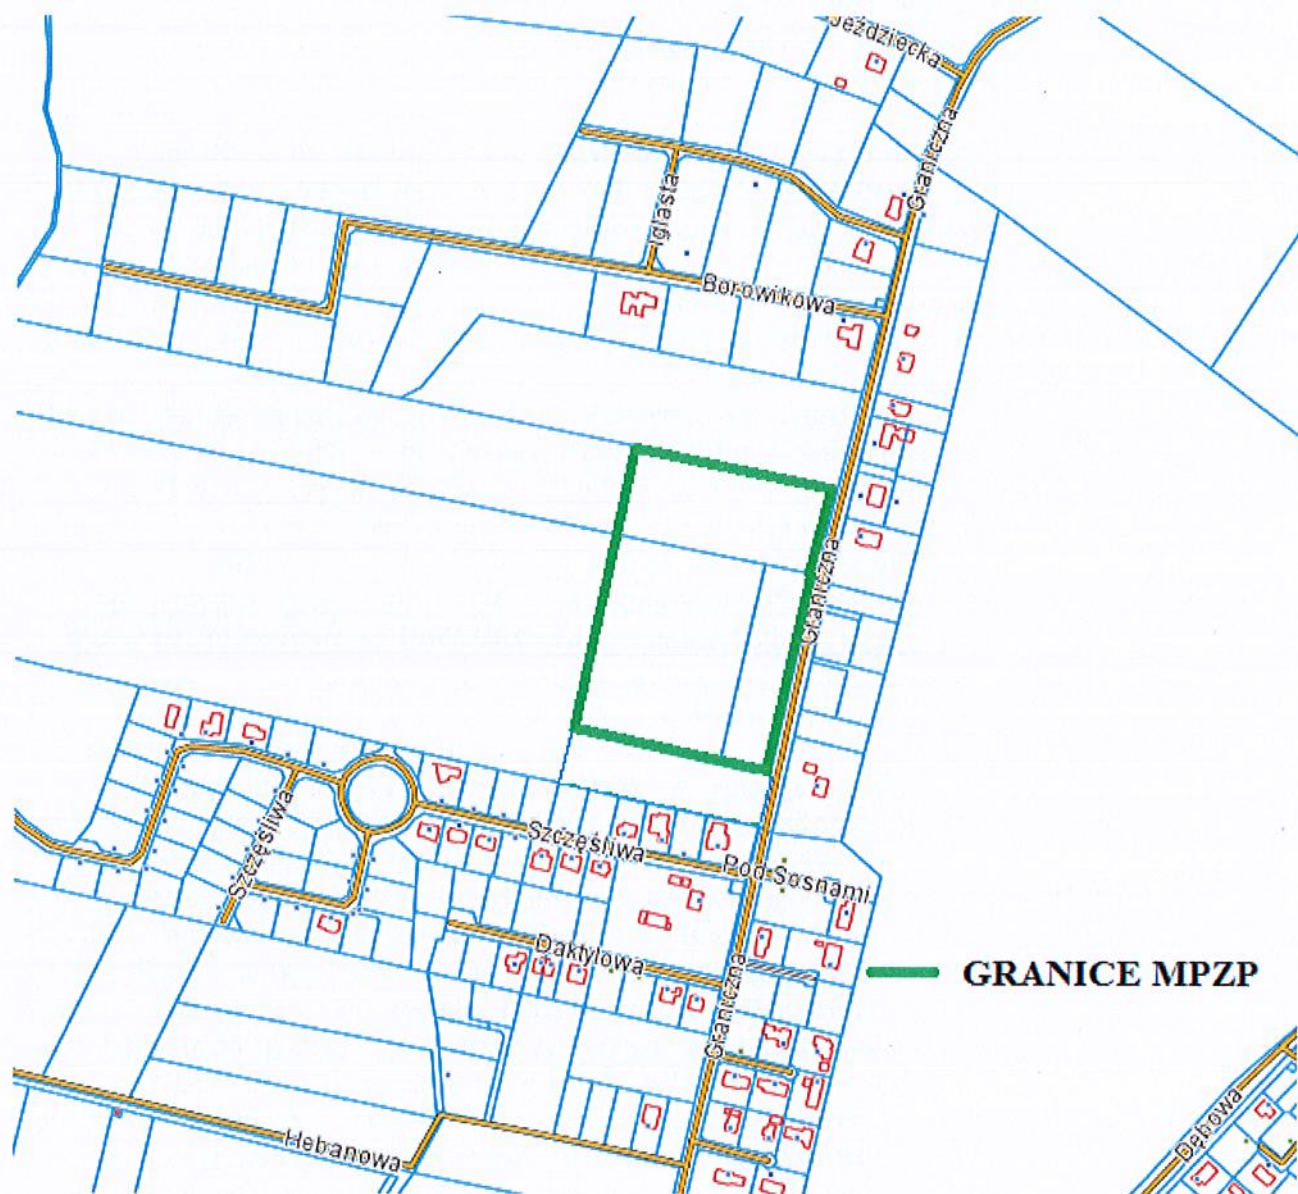 Jeździecka
Graniczna
Iglasta
Borowikowa
Graniczna
Szczęśliwa
Szczęśliwa
Pod Sosnami
Daktylowa
Graniczna
GRANICE MPZP
Dębowa
Hebanowa